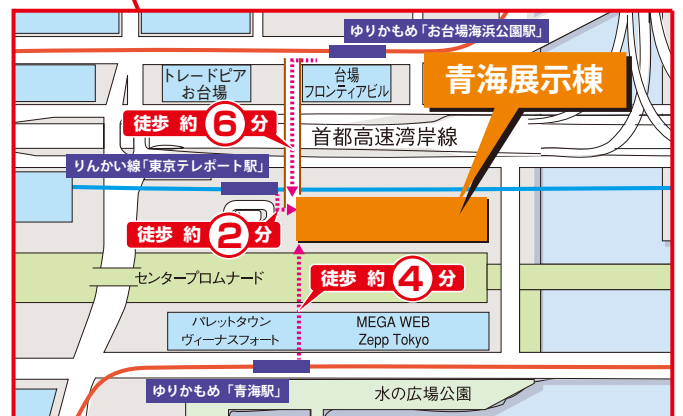 ゆりかもめ「お台場海浜公園駅」
トレードピア
お台場
台場
フロンティアビル
青海展示棟
徒歩 約 6 分
首都高速湾岸線
りんかい線「東京テレポート駅」
徒歩 約 2 分
センタープロムナード
徒歩 約 4 分
パレットタウン
ヴィーナスフォート
MEGA WEB
Zepp Tokyo
ゆりかもめ「青海駅」
水の広場公園